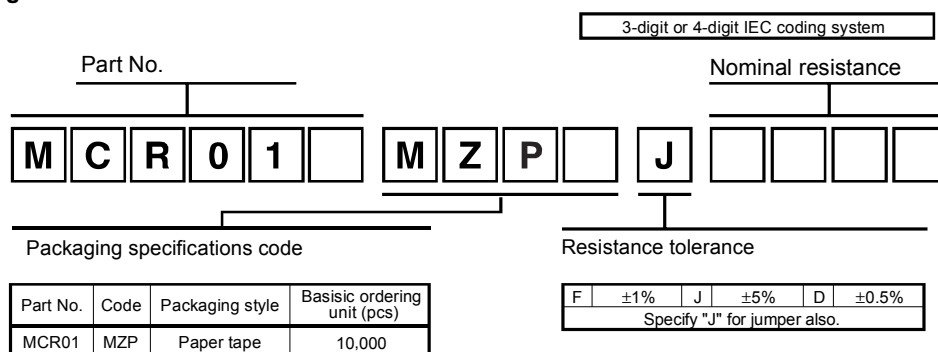 3-digit or 4-digit IEC coding system
Part No.
Nominal resistance
M C R 0 1 M Z P J
Packaging specifications code
Resistance tolerance
Part No. Code Packaging style Basisic ordering
unit (pcs)
MCR01 MZP Paper tape 10,000
F ±1% J ±5% D ±0.5%
Specify "J" for jumper also.